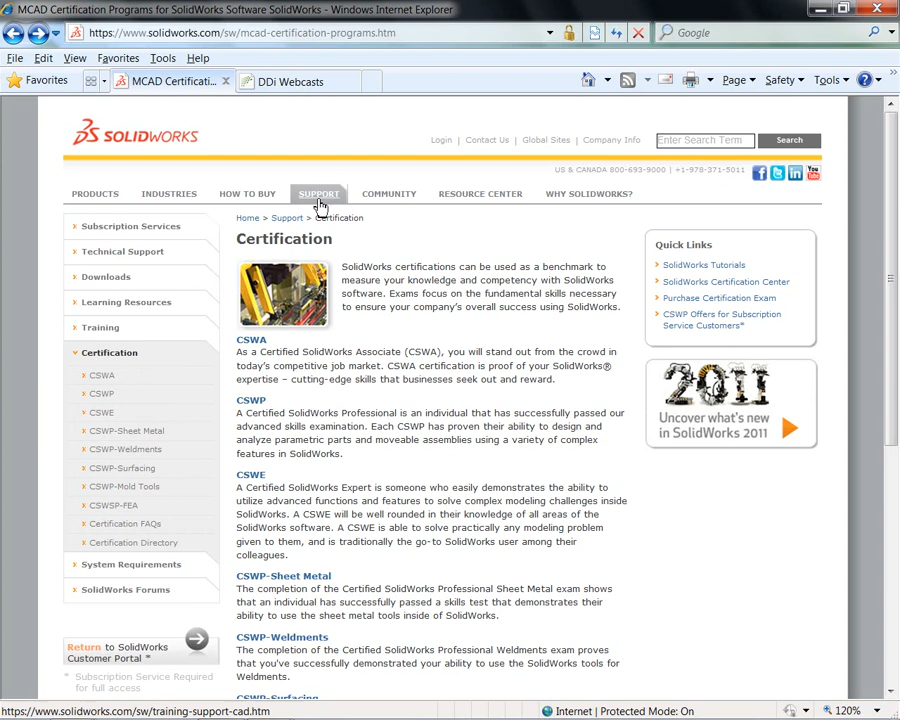 MCAD Certification Programs for SolidWorks Software SolidWorks - Windows Internet Explorer
https://www.solidworks.com/sw/mcad-certification-programs.htm
Google
File Edit View Favorites Tools Help
Favorites
MCAD Certificati...
DDi Webcasts
Page Safety Tools
SOLIDWORKS
Login | Contact Us | Global Sites | Company Info
Enter Search Term
Search
US & CANADA 800-693-9000 | +1-978-371-5011
PRODUCTS INDUSTRIES HOW TO BUY SUPPORT COMMUNITY RESOURCE CENTER WHY SOLIDWORKS?
Subscription Services
Technical Support
Downloads
Learning Resources
Training
Certification
CSWA
CSWP
CSWE
CSWP-Sheet Metal
CSWP-Weldments
CSWP-Surfacing
CSWP-Mold Tools
CSWSP-FEA
Certification FAQs
Certification Directory
System Requirements
SolidWorks Forums
Return to SolidWorks
Customer Portal *
* Subscription Service Required
for full access
Home > Support > Certification
Certification
SolidWorks certifications can be used as a benchmark to
measure your knowledge and competency with SolidWorks
software. Exams focus on the fundamental skills necessary
to ensure your company's overall success using SolidWorks.
CSWA
As a Certified SolidWorks Associate (CSWA), you will stand out from the crowd in
today's competitive job market. CSWA certification is proof of your SolidWorks®
expertise – cutting-edge skills that businesses seek out and reward.
CSWP
A Certified SolidWorks Professional is an individual that has successfully passed our
advanced skills examination. Each CSWP has proven their ability to design and
analyze parametric parts and moveable assemblies using a variety of complex
features in SolidWorks.
CSWE
A Certified SolidWorks Expert is someone who easily demonstrates the ability to
utilize advanced functions and features to solve complex modeling challenges inside
SolidWorks. A CSWE will be well rounded in their knowledge of all areas of the
SolidWorks software. A CSWE is able to solve practically any modeling problem
given to them, and is traditionally the go-to SolidWorks user among their
colleagues.
CSWP-Sheet Metal
The completion of the Certified SolidWorks Professional Sheet Metal exam shows
that an individual has successfully passed a skills test that demonstrates their
ability to use the sheet metal tools inside of SolidWorks.
CSWP-Weldments
The completion of the Certified SolidWorks Professional Weldments exam proves
that you've successfully demonstrated your ability to use the SolidWorks tools for
Weldments.
CSWP-Surfacing
Quick Links
SolidWorks Tutorials
SolidWorks Certification Center
Purchase Certification Exam
CSWP Offers for Subscription
Service Customers*
2011
Uncover what's new
in SolidWorks 2011
https://www.solidworks.com/sw/training-support-cad.htm
Internet | Protected Mode: On
120%